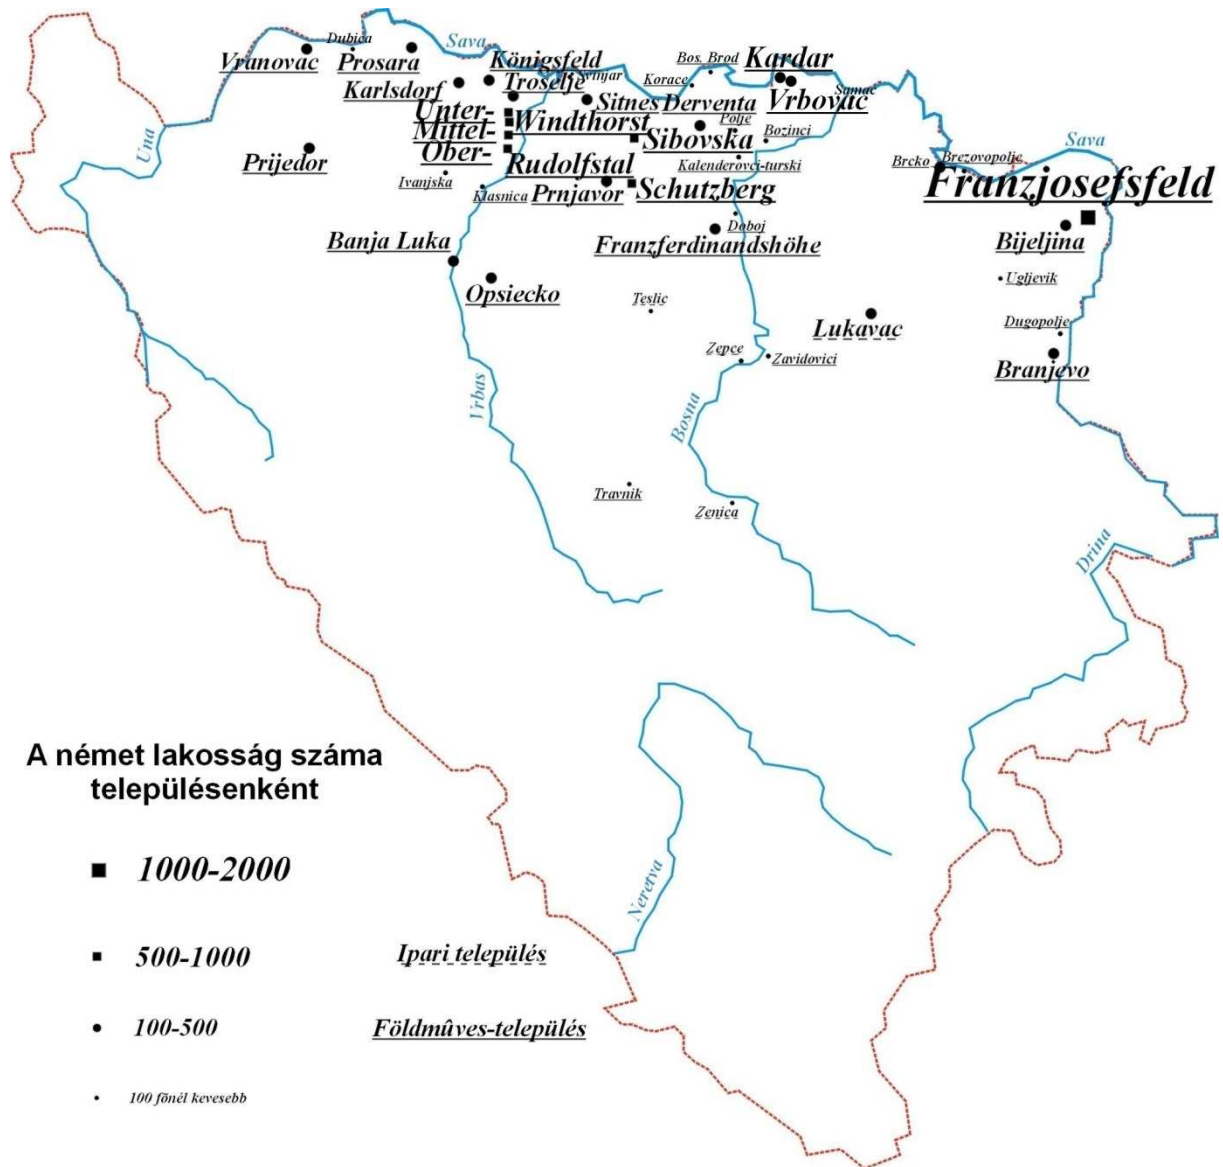 Dubica
Vranovac
Prosara
Sava
Königsfeld
Karlsdorf
Troselje
Svinjar
Bos. Brod
Korace
Kardar
Vrbovac
Samac
Unter-
Mittel-
Ober-
Windthorst
Sitnes
Derventa
Polje
Sibovska
Bozinci
Kalenderovci-turski
Una
Prijedor
Ivanjska
Klasnica
Rudolfstal
Prnjavor
Schutzberg
Sava
Brcko
Brezovopolje
Franzjosefsfeld
Banja Luka
Doboj
Franzferdinandshöhe
Bijeljina
Opsiecko
Teslic
Ugljevik
Lukavac
Dugopolje
Zepce
Zavidovici
Branjevo
Vrbas
Bosna
Travnik
Zenica
Drina
Neretva
A német lakosság száma
településenként
1000-2000
500-1000
Ipari település
100-500
Földmûves-település
100 fõnél kevesebb